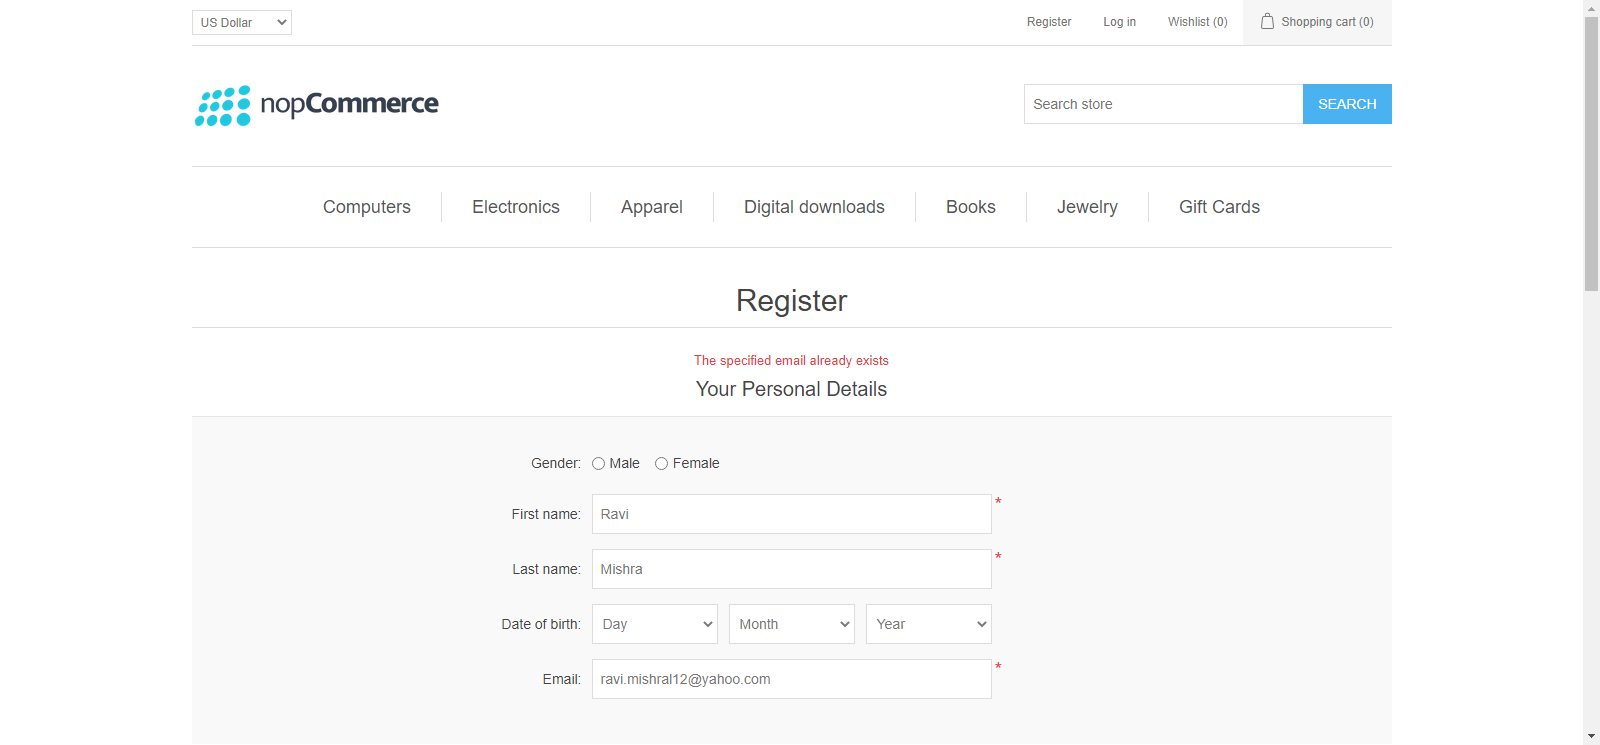 US Dollar Register Log in Wishlist (0) Shopping cart (0)
nopCommerce Search store SEARCH
Computers Electronics Apparel Digital downloads Books Jewelry Gift Cards
Register
The specified email already exists
Your Personal Details
Gender: Male Female
First name: Ravi *
Last name: Mishra *
Date of birth: Day Month Year
Email: ravi.mishral12@yahoo.com *